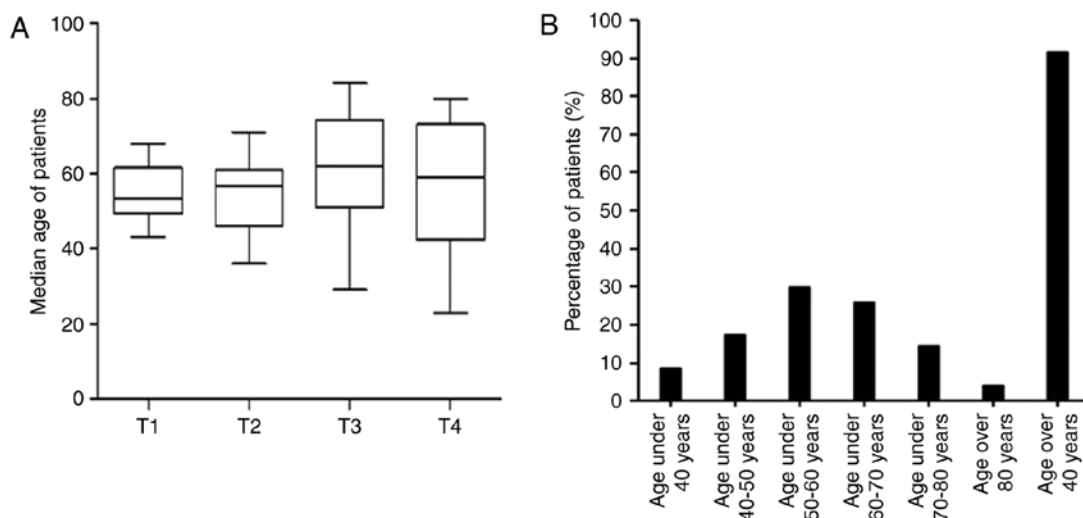 A
Median age of patients
100
80
60
40
20
0
T1 T2 T3 T4
B
Percentage of patients (%)
100
90
80
70
60
50
40
30
20
10
0
Age under
40 years
Age under
40-50 years
Age under
50-60 years
Age under
60-70 years
Age under
70-80 years
Age over
80 years
Age over
40 years